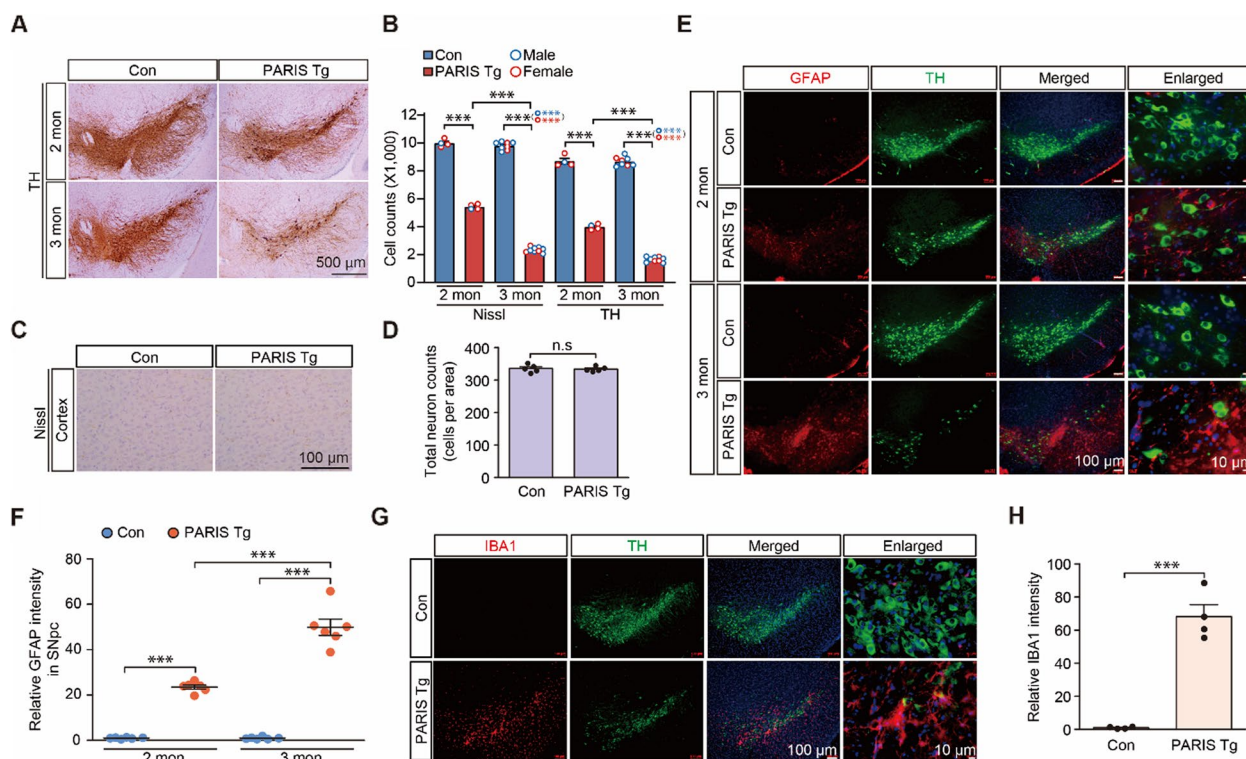 A
Con
PARIS Tg
TH
2 mon
3 mon
500 µm
B
Con
PARIS Tg
Male
Female
Cell counts (X1,000)
12
10
8
6
4
2
0
***
***
***
***
***
***
***
***
***
***
2 mon
3 mon
2 mon
3 mon
Nissl
TH
C
Con
PARIS Tg
Nissl
Cortex
100 µm
D
Total neuron counts
(cells per area)
400
300
200
100
0
n.s
Con
PARIS Tg
E
GFAP
TH
Merged
Enlarged
2 mon
Con
PARIS Tg
3 mon
Con
PARIS Tg
100 µm
10 µm
F
Con
PARIS Tg
Relative GFAP intensity
in SNpc
80
60
40
20
0
***
***
***
2 mon
3 mon
G
IBA1
TH
Merged
Enlarged
Con
PARIS Tg
100 µm
10 µm
H
Relative IBA1 intensity
100
80
60
40
20
0
***
Con
PARIS Tg